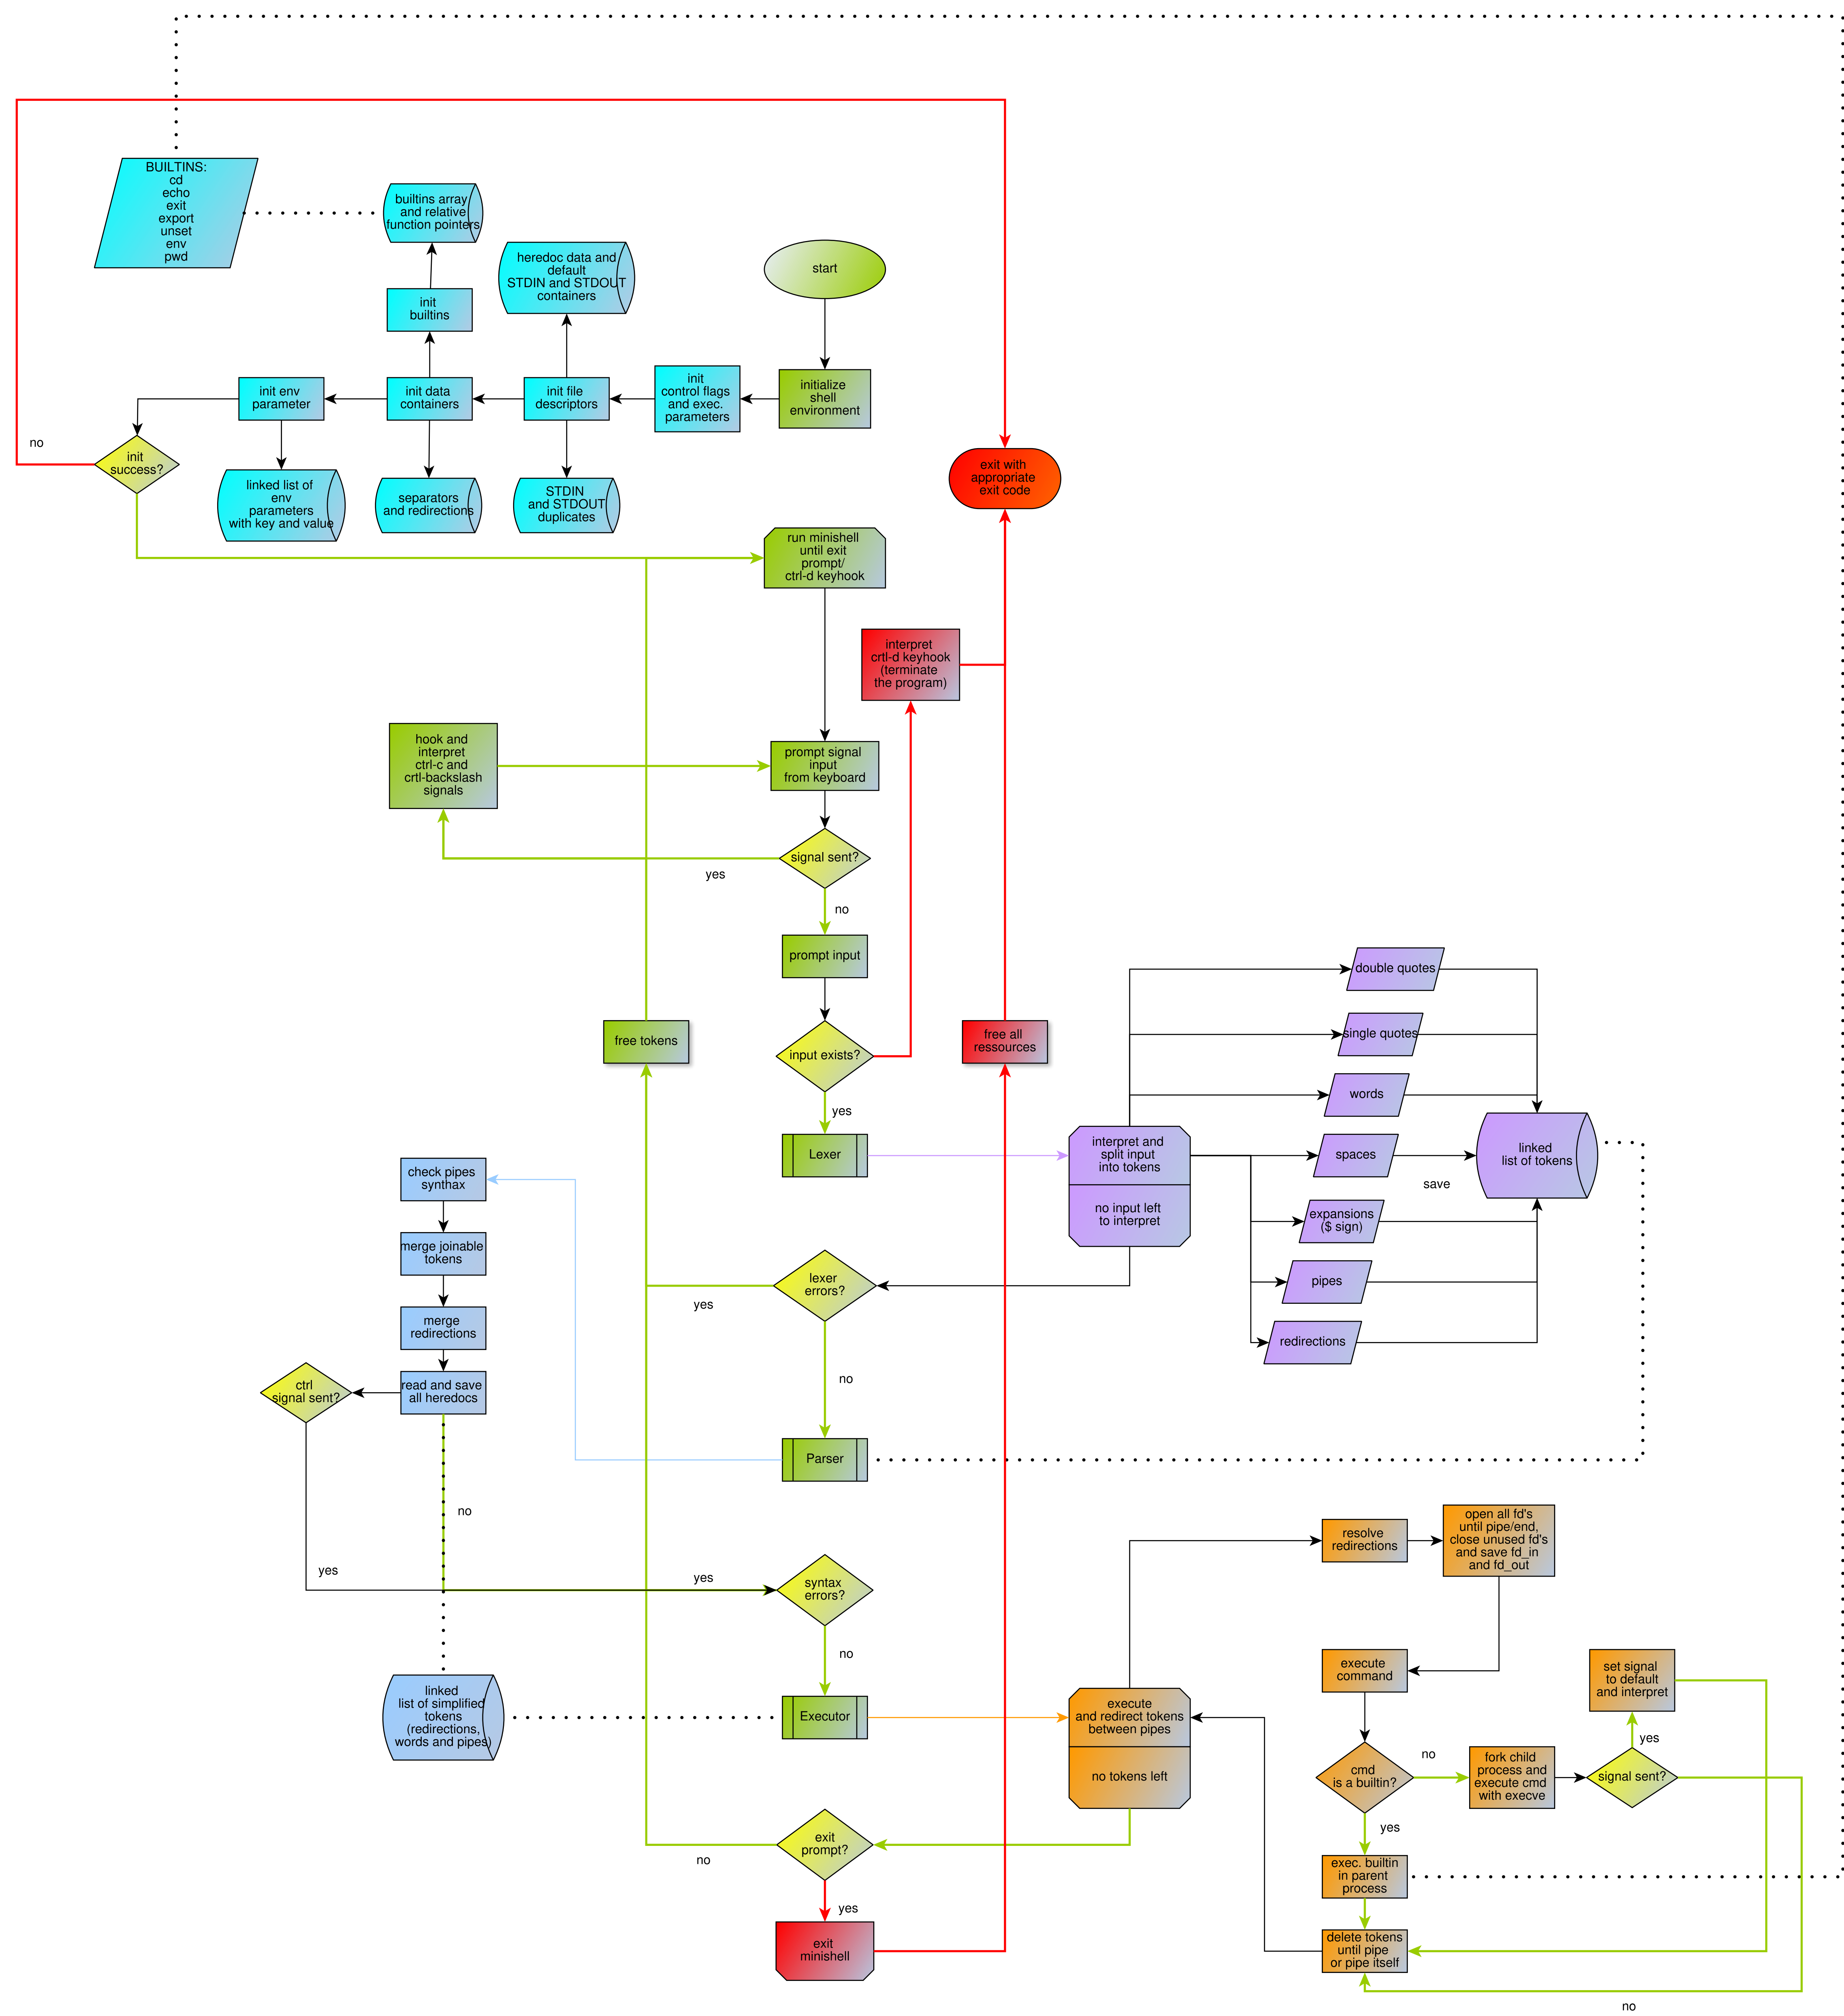 BUILTINS:
cd
echo
exit
export
unset
env
pwd
builtins array
and relative
function pointers
heredoc data and
default
STDIN and STDOUT
containers
start
init
builtins
init env
parameter
init data
containers
init file
descriptors
init
control flags
and exec.
parameters
initialize
shell
environment
no
init
success?
linked list of
env
parameters
with key and value
separators
and redirections
STDIN
and STDOUT
duplicates
exit with
appropriate
exit code
run minishell
until exit
prompt/
ctrl-d keyhook
interpret
crtl-d keyhook
(terminate
the program)
hook and
interpret
ctrl-c and
crtl-backslash
signals
prompt signal
input
from keyboard
signal sent?
yes
no
prompt input
free tokens
input exists?
free all
ressources
yes
Lexer
interpret and
split input
into tokens
no input left
to interpret
double quotes
single quotes
words
spaces
expansions
($ sign)
pipes
redirections
save
linked
list of tokens
check pipes
synthax
merge joinable
tokens
merge
redirections
read and save
all heredocs
ctrl
signal sent?
lexer
errors?
yes
no
Parser
no
yes
yes
syntax
errors?
no
linked
list of simplified
tokens
(redirections,
words and pipes)
Executor
execute
and redirect tokens
between pipes
no tokens left
resolve
redirections
open all fd's
until pipe/end,
close unused fd's
and save fd_in
and fd_out
execute
command
set signal
to default
and interpret
cmd
is a builtin?
no
fork child
process and
execute cmd
with execve
signal sent?
yes
yes
exec. builtin
in parent
process
delete tokens
until pipe
or pipe itself
no
exit
prompt?
no
yes
exit
minishell